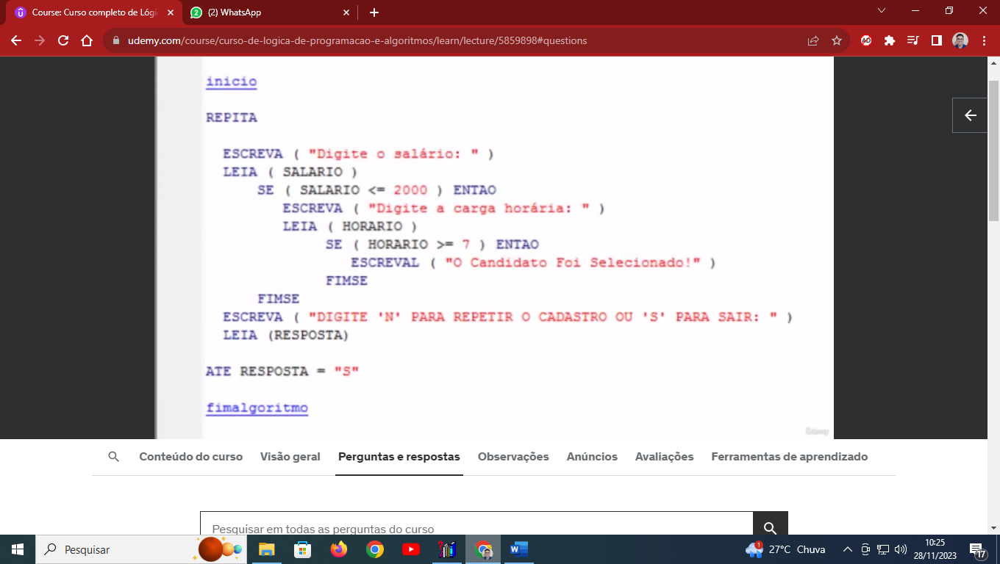 Course: Curso completo de Lógi
(2) WhatsApp
udemy.com/course/curso-de-logica-de-programacao-e-algoritmos/learn/lecture/5859898#questions
inicio
REPITA
ESCREVA ( "Digite o salário: " )
LEIA ( SALARIO )
SE ( SALARIO <= 2000 ) ENTAO
ESCREVA ( "Digite a carga horária: " )
LEIA ( HORARIO )
SE ( HORARIO >= 7 ) ENTAO
ESCREVAL ( "O Candidato Foi Selecionado!" )
FIMSE
FIMSE
ESCREVA ( "DIGITE 'N' PARA REPETIR O CADASTRO OU 'S' PARA SAIR: " )
LEIA (RESPOSTA)
ATE RESPOSTA = "S"
fimalgoritmo
Udemy
Conteúdo do curso Visão geral Perguntas e respostas Observações Anúncios Avaliações Ferramentas de aprendizado
Pesquisar em todas as perguntas do curso
Pesquisar
27°C Chuva
10:25
28/11/2023
17